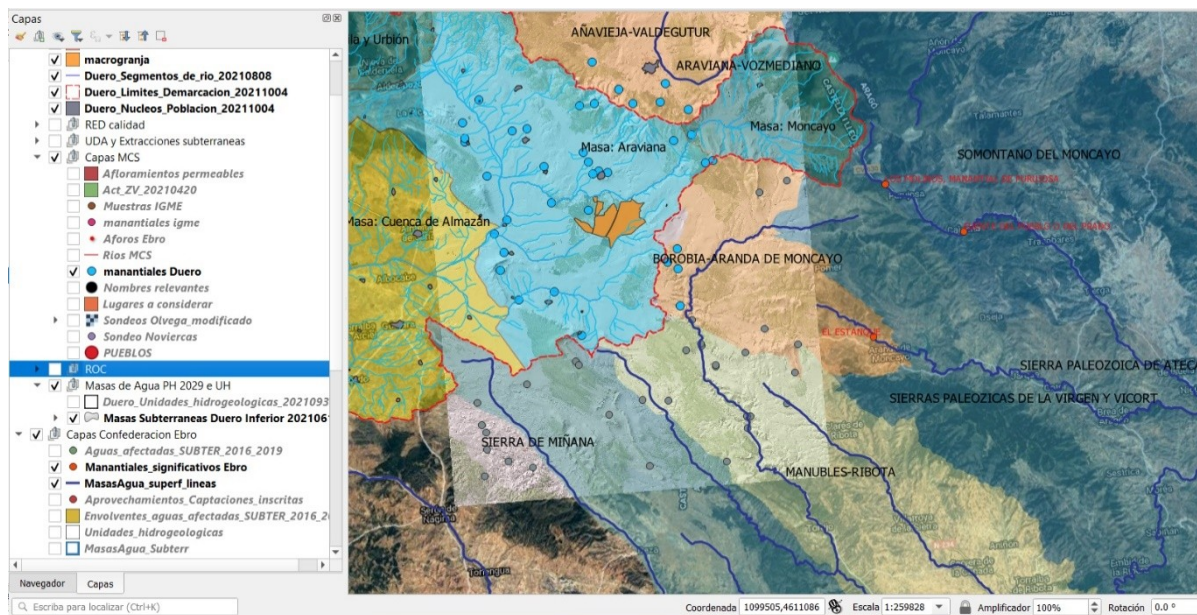 Capas
macrogranja
Duero_Segmentos_de_rio_20210808
Duero_Limites_Demarcacion_20211004
Duero_Nucleos_Poblacion_20211004
RED calidad
UDA y Extracciones subterraneas
Capas MCS
Afloramientos permeables
Act_ZV_20210420
Muestras IGME
manantiales igme
Aforos Ebro
Rios MCS
manantiales Duero
Nombres relevantes
Lugares a considerar
Sondeos Olvega_modificado
Sondeo Noviercas
PUEBLOS
ROC
Masas de Agua PH 2029 e UH
Duero_Unidades_hidrogeologicas_2021093
Masas Subterraneas Duero Inferior 2021061
Capas Confederacion Ebro
Aguas_afectadas_SUBTER_2016_2019
Manantiales_significativos Ebro
MasasAgua_superf_lineas
Aprovechamientos_Captaciones_inscritas
Envolventes_aguas_afectadas_SUBTER_2016_20
Unidades_hidrogeologicas
MasasAgua_Subterr
Navegador
Capas
AÑAVIEJA-VALDEGUTUR
la y Urbión
ARAVIANA-VOZMEDIANO
Masa: Moncayo
Masa: Araviana
Talamantes
SOMONTANO DEL MONCAYO
Masa: Cuenca de Almazán
BOROBIA-ARANDA DE MONCAYO
Pomer
EL ESTANQUE
SIERRA PALEOZOICA DE ATECA
SIERRAS PALEOZICAS DE LA VIRGEN Y VICORT
SIERRA DE MIÑANA
MANUBLES-RIBOTA
Escriba para localizar (Ctrl+K)
Coordenada 1099505,4611086 Escala 1:259828 Amplificador 100% Rotación 0.0 °